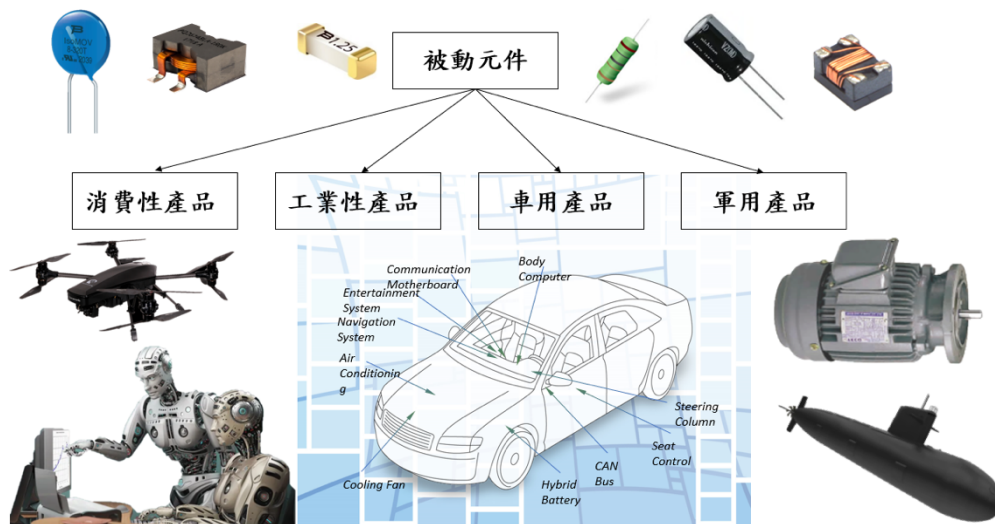 被動元件
消費性產品
工業性產品
車用產品
軍用產品
Communication
Motherboard
Body
Computer
Entertainment
System
Navigation
System
Air
Conditionin
g
Steering
Column
Seat
Control
CAN
Bus
Hybrid
Battery
Cooling Fan